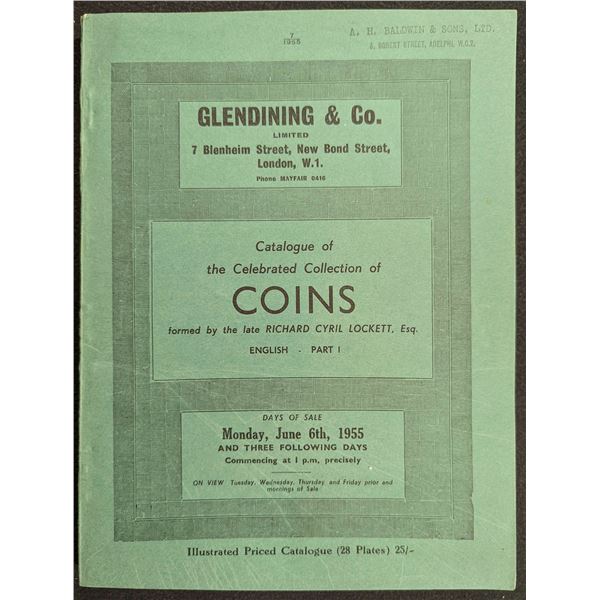 7
1955
A. H. BALDWIN & SONS, LTD.
3, ROBERT STREET, ADELPHI, W.C.2.
GLENDINING & Co.
LIMITED
7 Blenheim Street, New Bond Street,
London, W.1.
Phone MAYFAIR 0416
Catalogue of
the Celebrated Collection of
COINS
formed by the late RICHARD CYRIL LOCKETT, Esq.
ENGLISH - PART I
DAYS OF SALE
Monday, June 6th, 1955
AND THREE FOLLOWING DAYS
Commencing at 1 p.m. precisely
ON VIEW Tuesday, Wednesday, Thursday and Friday prior and
mornings of Sale
Illustrated Priced Catalogue (28 Plates) 25/-